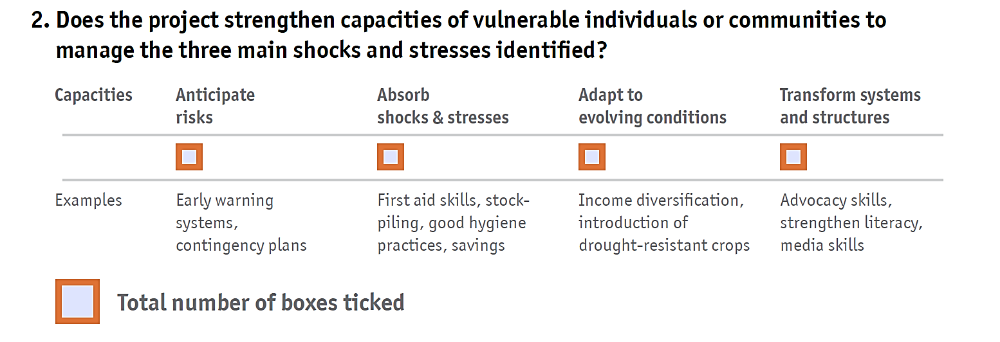 2. Does the project strengthen capacities of vulnerable individuals or communities to
manage the three main shocks and stresses identified?
Capacities
Anticipate
risks
Absorb
shocks & stresses
Adapt to
evolving conditions
Transform systems
and structures
Examples
Early warning
systems,
contingency plans
First aid skills, stock-
piling, good hygiene
practices, savings
Income diversification,
introduction of
drought-resistant crops
Advocacy skills,
strengthen literacy,
media skills
Total number of boxes ticked